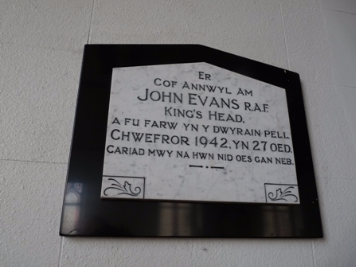 ER
COF ANNWYL AM
JOHN EVANS R.A.F.
KING'S HEAD,
A FU FARW YN Y DWYRAIN PELL,
CHWEFROR 1942, YN 27 OED.
CARIAD MWY NA HWN NID OES GAN NEB.